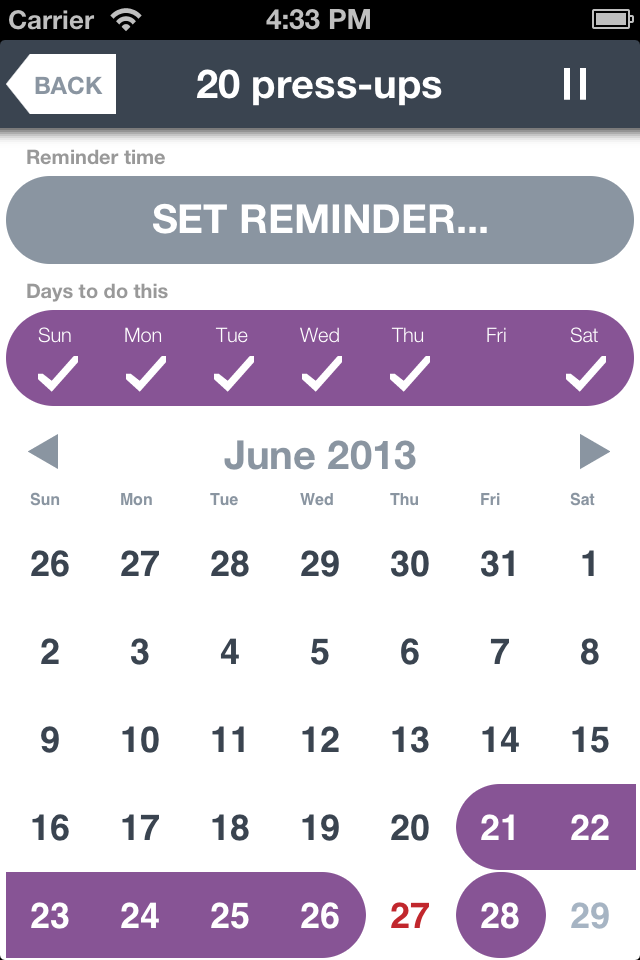 Carrier 4:33 PM
BACK 20 press-ups
Reminder time
SET REMINDER...
Days to do this
Sun Mon Tue Wed Thu Fri Sat
June 2013
Sun Mon Tue Wed Thu Fri Sat
26 27 28 29 30 31 1
2 3 4 5 6 7 8
9 10 11 12 13 14 15
16 17 18 19 20 21 22
23 24 25 26 27 28 29